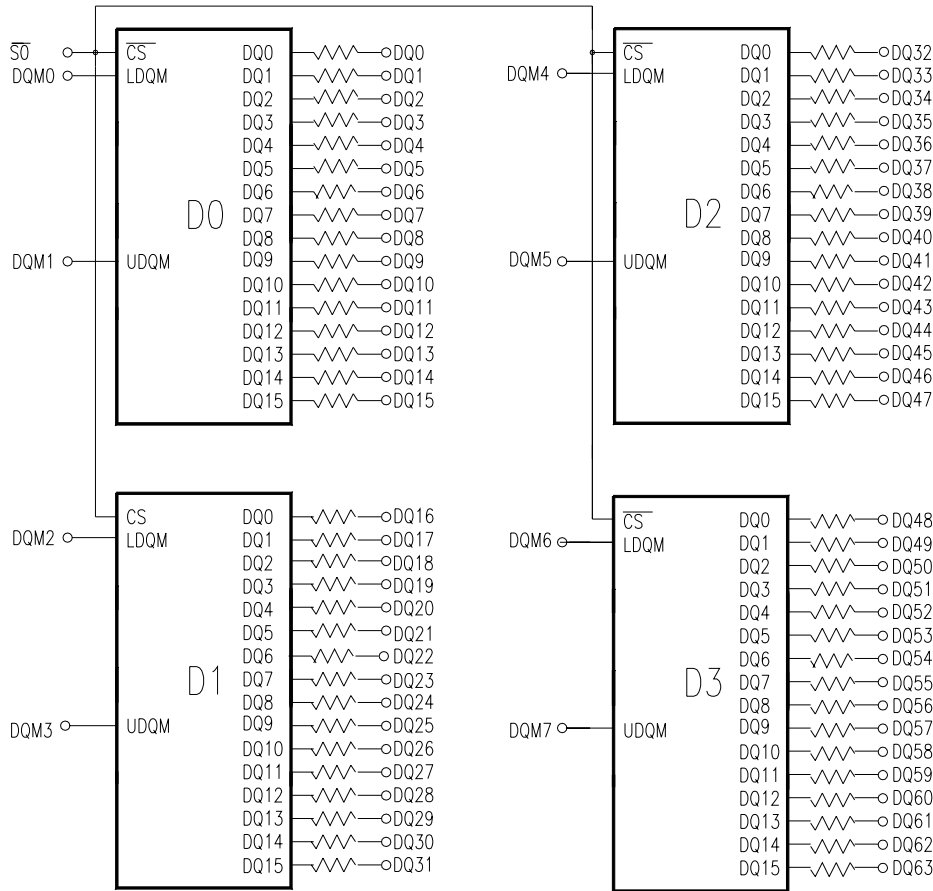 S0 CS DQ0 DQ0 CS DQ0 DQ32
DQM0 LDQM DQ1 DQ1 DQM4 LDQM DQ1 DQ33
DQ2 DQ2 DQ2 DQ34
DQ3 DQ3 DQ3 DQ35
DQ4 DQ4 DQ4 DQ36
DQ5 DQ5 DQ5 DQ37
DQ6 DQ6 DQ6 DQ38
D0 DQ7 DQ7 D2 DQ7 DQ39
DQ8 DQ8 DQ8 DQ40
DQM1 UDQM DQ9 DQ9 DQM5 UDQM DQ9 DQ41
DQ10 DQ10 DQ10 DQ42
DQ11 DQ11 DQ11 DQ43
DQ12 DQ12 DQ12 DQ44
DQ13 DQ13 DQ13 DQ45
DQ14 DQ14 DQ14 DQ46
DQ15 DQ15 DQ15 DQ47
CS DQ0 DQ16 CS DQ0 DQ48
DQM2 LDQM DQ1 DQ17 DQM6 LDQM DQ1 DQ49
DQ2 DQ18 DQ2 DQ50
DQ3 DQ19 DQ3 DQ51
DQ4 DQ20 DQ4 DQ52
DQ5 DQ21 DQ5 DQ53
DQ6 DQ22 DQ6 DQ54
D1 DQ7 DQ23 D3 DQ7 DQ55
DQ8 DQ24 DQ8 DQ56
DQM3 UDQM DQ9 DQ25 DQM7 UDQM DQ9 DQ57
DQ10 DQ26 DQ10 DQ58
DQ11 DQ27 DQ11 DQ59
DQ12 DQ28 DQ12 DQ60
DQ13 DQ29 DQ13 DQ61
DQ14 DQ30 DQ14 DQ62
DQ15 DQ31 DQ15 DQ63